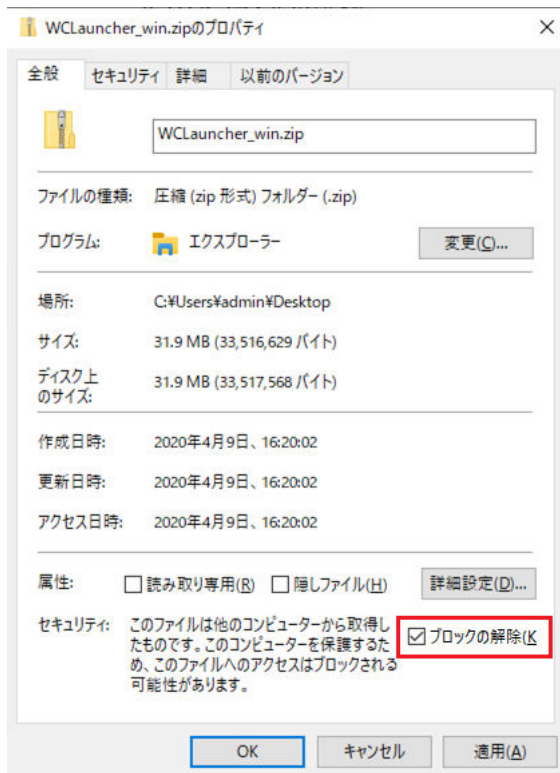 WCLauncher_win.zipのプロパティ
全般 セキュリティ 詳細 以前のバージョン
WCLauncher_win.zip
ファイルの種類: 圧縮 (zip 形式) フォルダー (.zip)
プログラム: エクスプローラー 変更(C)...
場所: C:¥Users¥admin¥Desktop
サイズ: 31.9 MB (33,516,629 バイト)
ディスク上
のサイズ: 31.9 MB (33,517,568 バイト)
作成日時: 2020年4月9日、16:20:02
更新日時: 2020年4月9日、16:20:02
アクセス日時: 2020年4月9日、16:20:02
属性: 読み取り専用(R) 隠しファイル(H) 詳細設定(D)...
セキュリティ: このファイルは他のコンピューターから取得し
たものです。このコンピューターを保護するた
め、このファイルへのアクセスはブロックされる
可能性があります。
ブロックの解除(K
OK キャンセル 適用(A)